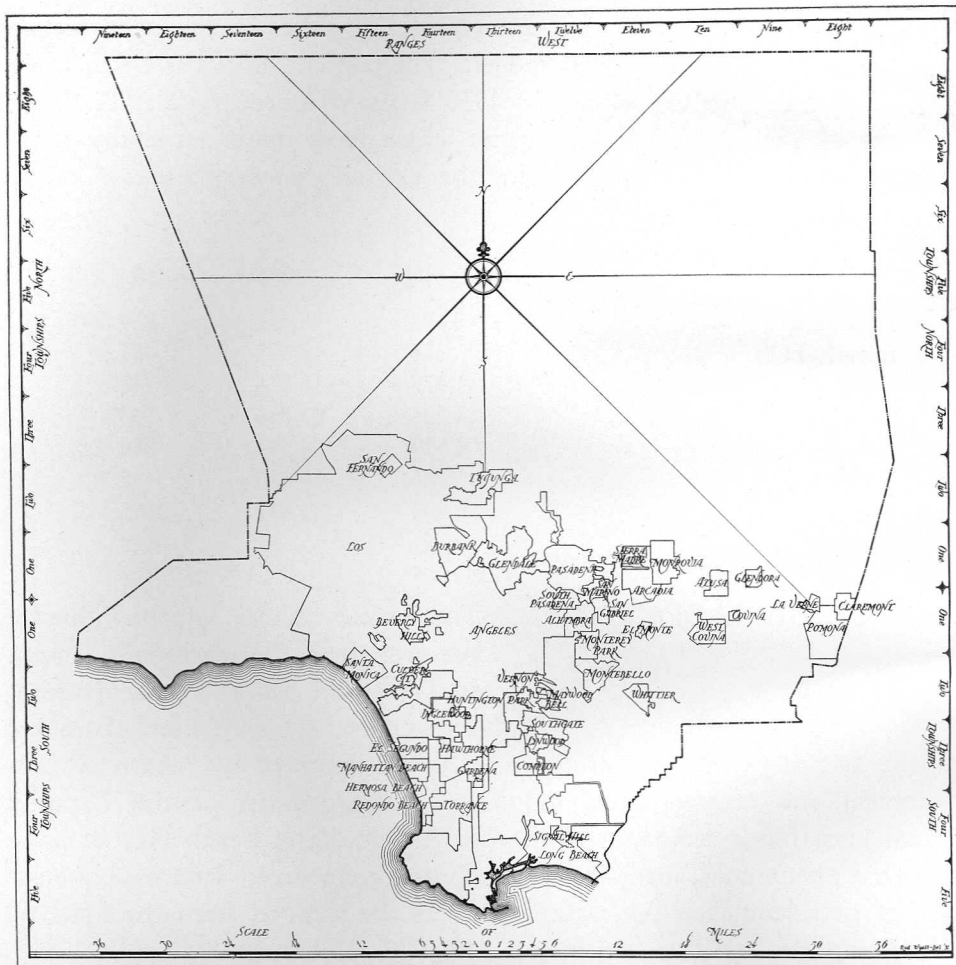 Nineteen Eighteen Seventeen Sixteen Fifteen Fourteen Thirteen Twelve Eleven Ten Nine Eight
RANGES WEST
Eight Eight
Seven Seven
Six Six
N
TOWNSHIPS
Five Five
NORTH
W E
Four Four
TOWNSHIPS
NORTH
S
Three Three
SAN
FERNANDO
TUJUNGA
Two Two
LOS
BURBANK
GLENDALE
PASADENA
SIERRA
MADRE
MONROVIA
One One
AZUSA
GLENDORA
ARCADIA
SAN
MARINO
SOUTH
PASADENA
SAN
GABRIEL
LA VERNE
CLAREMONT
ALHAMBRA
COVINA
BEVERLY
HILLS
ANGELES
EL MONTE
WEST
COVINA
POMONA
One One
MONTEREY
PARK
SANTA
MONICA
CULVER
CITY
MONTEBELLO
VERNON
Two Two
HUNTINGTON PARK
MAYWOOD
BELL
WHITTIER
INGLEWOOD
SOUTHGATE
SOUTH
TOWNSHIPS
LYNWOOD
EL SEGUNDO
HAWTHORNE
Three Three
MANHATTAN BEACH
GARDENA
COMPTON
HERMOSA BEACH
REDONDO BEACH
TORRANCE
TOWNSHIPS
SOUTH
Four Four
SIGNAL HILL
LONG BEACH
Five Five
SCALE OF MILES
36 30 24 18 12 6 5 4 3 2 1 0 1 2 3 4 5 6 12 18 24 30 36